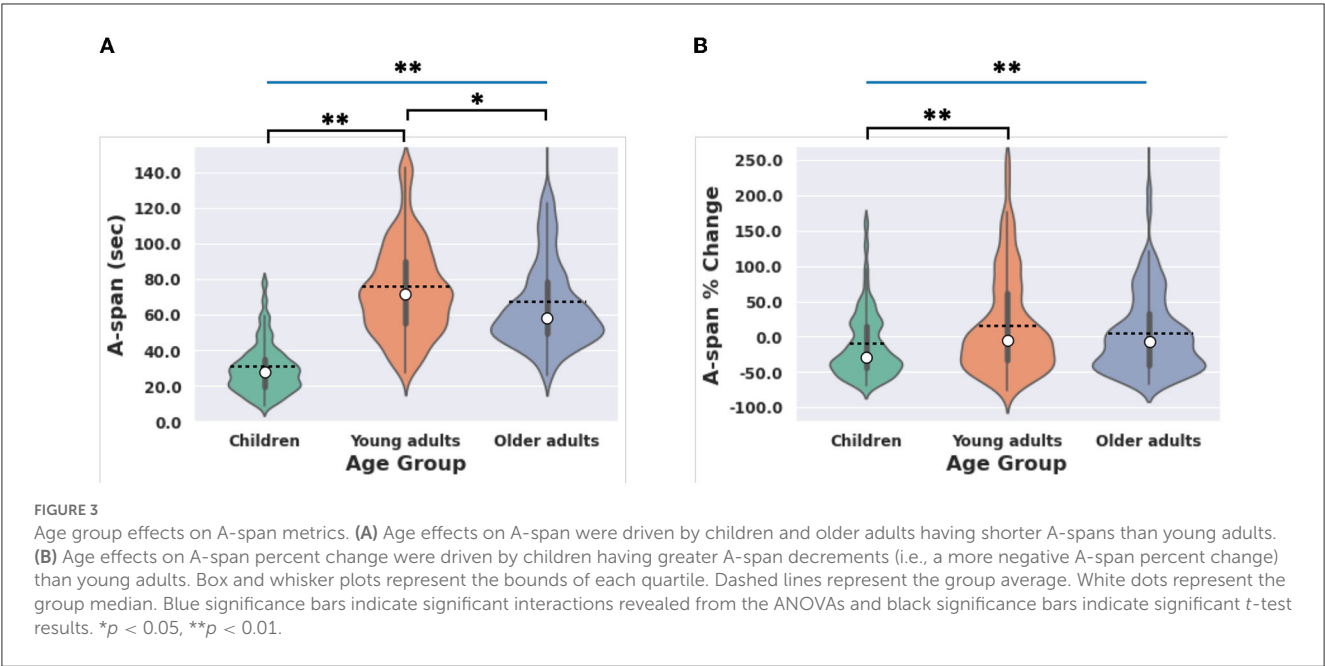 A
B
**
**
**
*
**
A-span (sec)
140.0
120.0
100.0
80.0
60.0
40.0
20.0
0.0
Children Young adults Older adults
Age Group
A-span % Change
250.0
200.0
150.0
100.0
50.0
0.0
-50.0
-100.0
Children Young adults Older adults
Age Group
FIGURE 3
Age group effects on A-span metrics. (A) Age effects on A-span were driven by children and older adults having shorter A-spans than young adults.
(B) Age effects on A-span percent change were driven by children having greater A-span decrements (i.e., a more negative A-span percent change)
than young adults. Box and whisker plots represent the bounds of each quartile. Dashed lines represent the group average. White dots represent the
group median. Blue significance bars indicate significant interactions revealed from the ANOVAs and black significance bars indicate significant t-test
results. *p < 0.05, **p < 0.01.